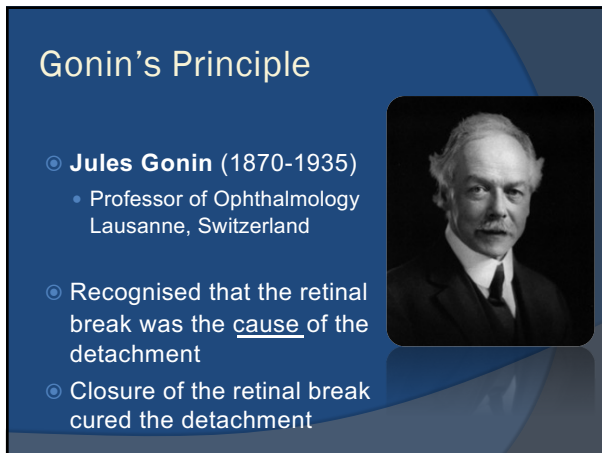 Gonin’s Principle
Jules Gonin (1870-1935)
Professor of Ophthalmology
Lausanne, Switzerland
Recognised that the retinal
break was the cause of the
detachment
Closure of the retinal break
cured the detachment